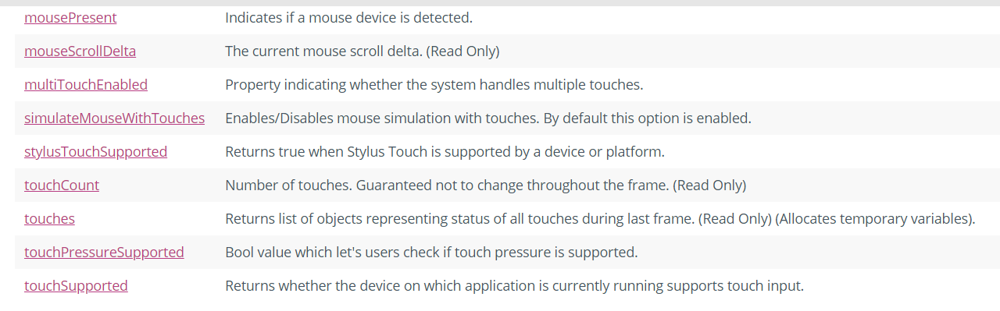 mousePresent Indicates if a mouse device is detected.
mouseScrollDelta The current mouse scroll delta. (Read Only)
multiTouchEnabled Property indicating whether the system handles multiple touches.
simulateMouseWithTouches Enables/Disables mouse simulation with touches. By default this option is enabled.
stylusTouchSupported Returns true when Stylus Touch is supported by a device or platform.
touchCount Number of touches. Guaranteed not to change throughout the frame. (Read Only)
touches Returns list of objects representing status of all touches during last frame. (Read Only) (Allocates temporary variables).
touchPressureSupported Bool value which let's users check if touch pressure is supported.
touchSupported Returns whether the device on which application is currently running supports touch input.